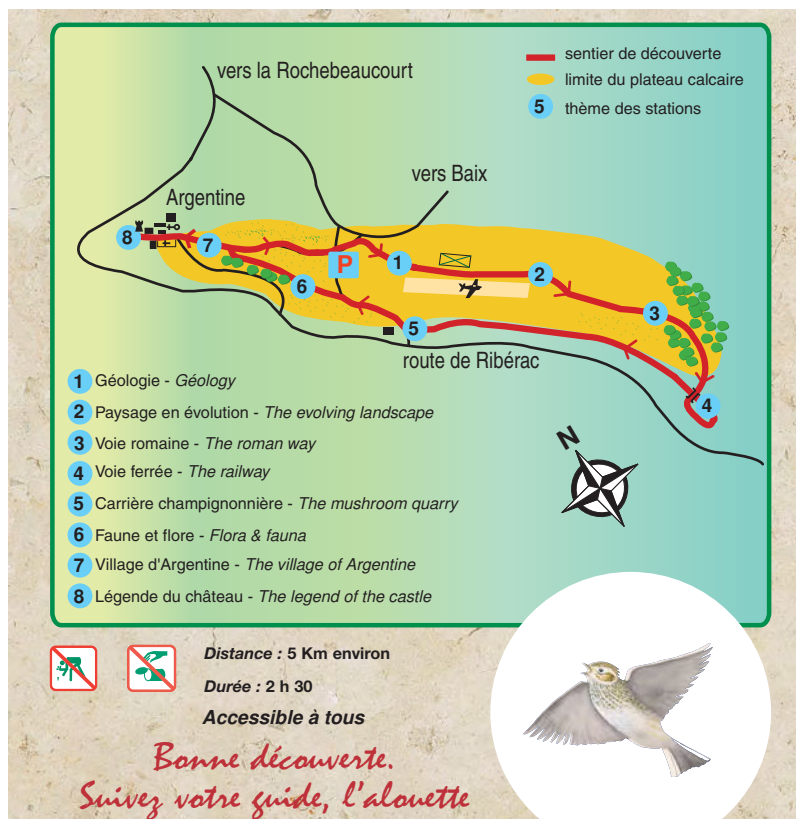 sentier de découverte
limite du plateau calcaire
5 thème des stations
vers la Rochebeaucourt
vers Baix
Argentine
8
7
P
1
2
6
3
5
4
route de Ribérac
N
1 Géologie - Géology
2 Paysage en évolution - The evolving landscape
3 Voie romaine - The roman way
4 Voie ferrée - The railway
5 Carrière champignonnière - The mushroom quarry
6 Faune et flore - Flora & fauna
7 Village d'Argentine - The village of Argentine
8 Légende du château - The legend of the castle
Distance : 5 Km environ
Durée : 2 h 30
Accessible à tous
Bonne découverte.
Suivez votre guide, l'alouette